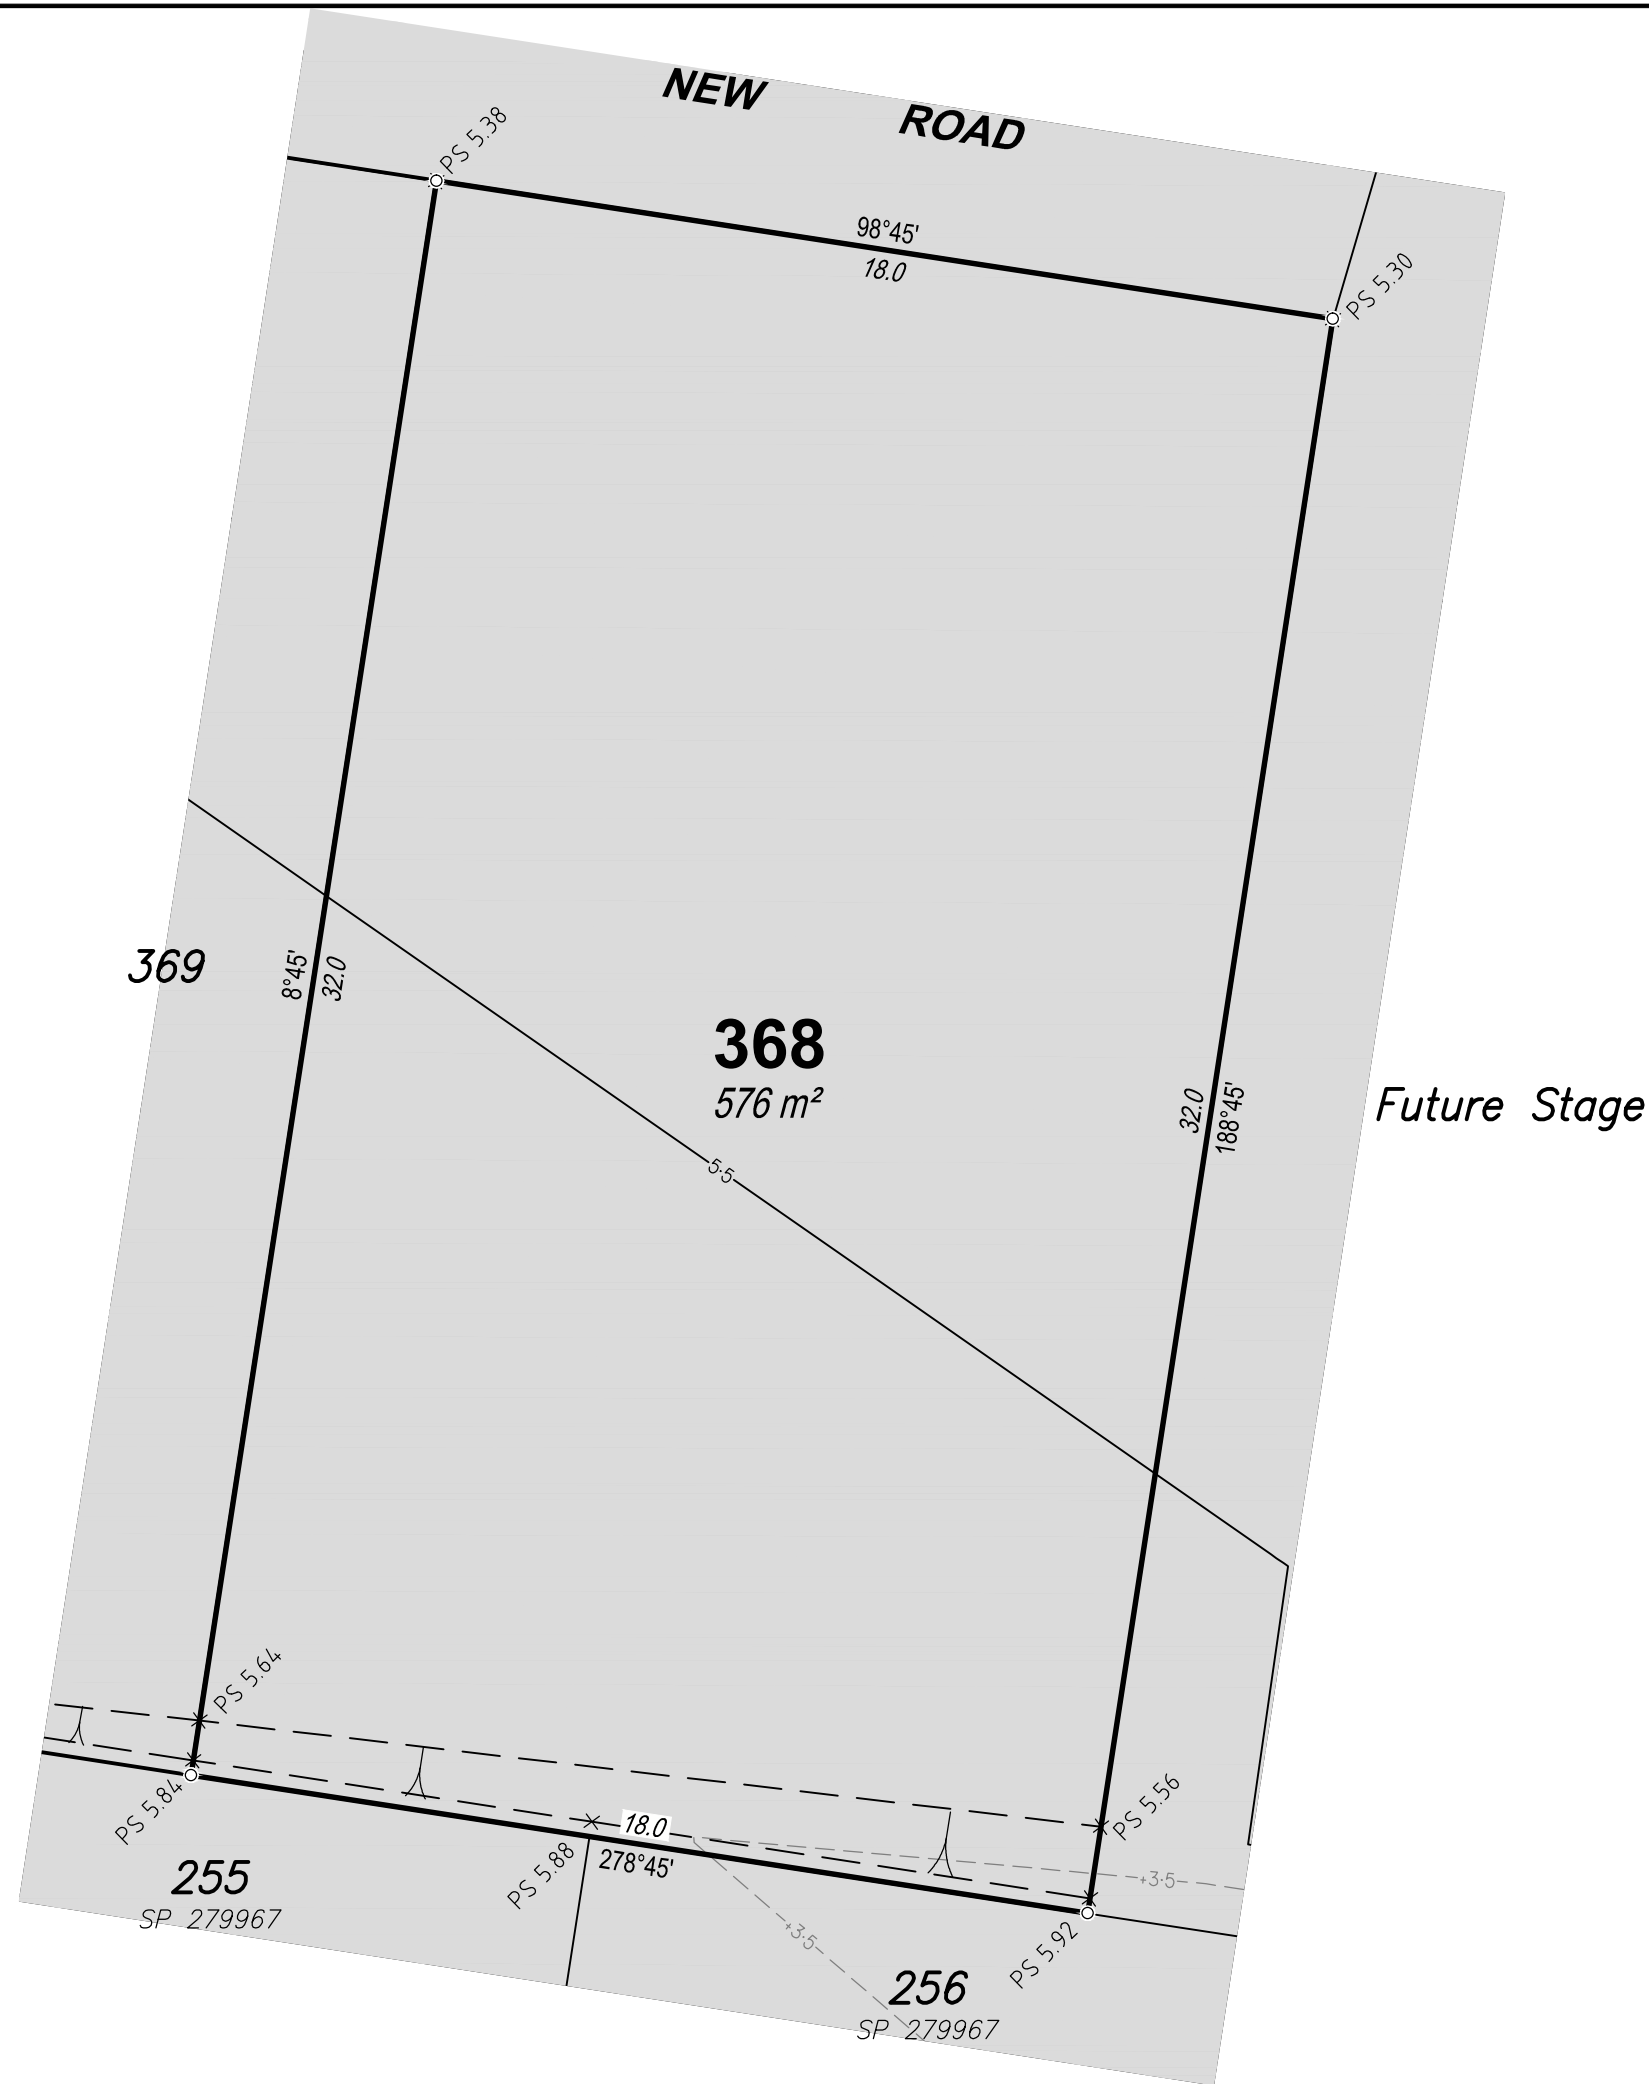 NEW ROAD
PS 5.38
98°45'
18.0
PS 5.30
369
8°45'
32.0
368
576 m²
32.0
188°45'
Future Stage
5·5
PS 5.64
PS 5.84
PS 5.56
18.0
278°45'
PS 5.88
+3·5
+3·5
PS 5.92
255
SP 279967
256
SP 279967